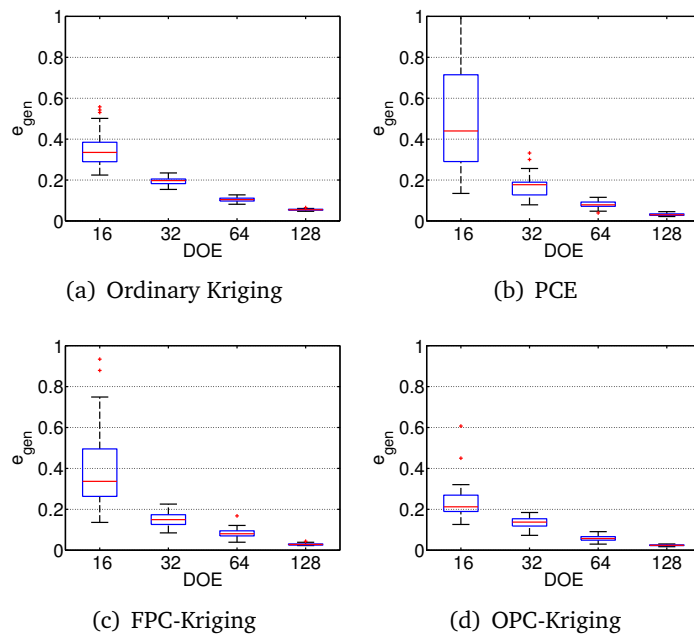 1
0.8
0.6
0.4
0.2
0
e_gen
16 32 64 128
DOE
(a) Ordinary Kriging
1
0.8
0.6
0.4
0.2
0
e_gen
16 32 64 128
DOE
(b) PCE
1
0.8
0.6
0.4
0.2
0
e_gen
16 32 64 128
DOE
(c) FPC-Kriging
1
0.8
0.6
0.4
0.2
0
e_gen
16 32 64 128
DOE
(d) OPC-Kriging